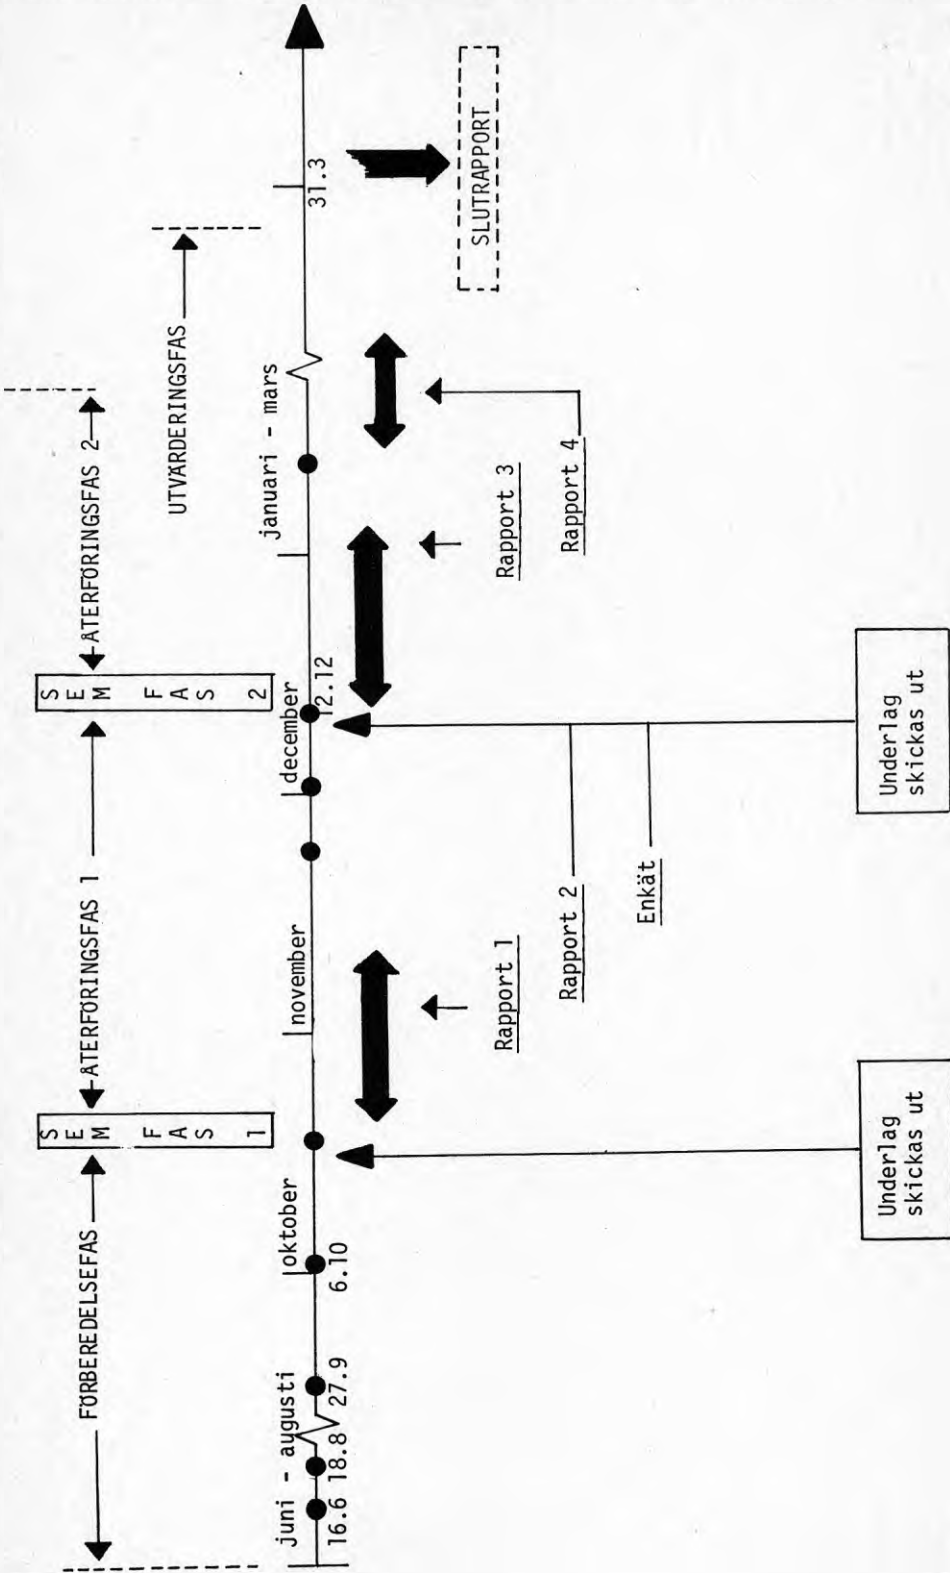 FÖRBEREDELSEFAS
SEM FAS 1
ÅTERFÖRINGSFAS 1
SEM FAS 2
ÅTERFÖRINGSFAS 2
UTVÄRDERINGSFAS
juni - augusti
oktober
november
december
januari - mars
16.6
18.8
27.9
6.10
12.12
31.3
SLUTRAPPORT
Rapport 1
Rapport 3
Rapport 2
Rapport 4
Enkät
Underlag
skickas ut
Underlag
skickas ut